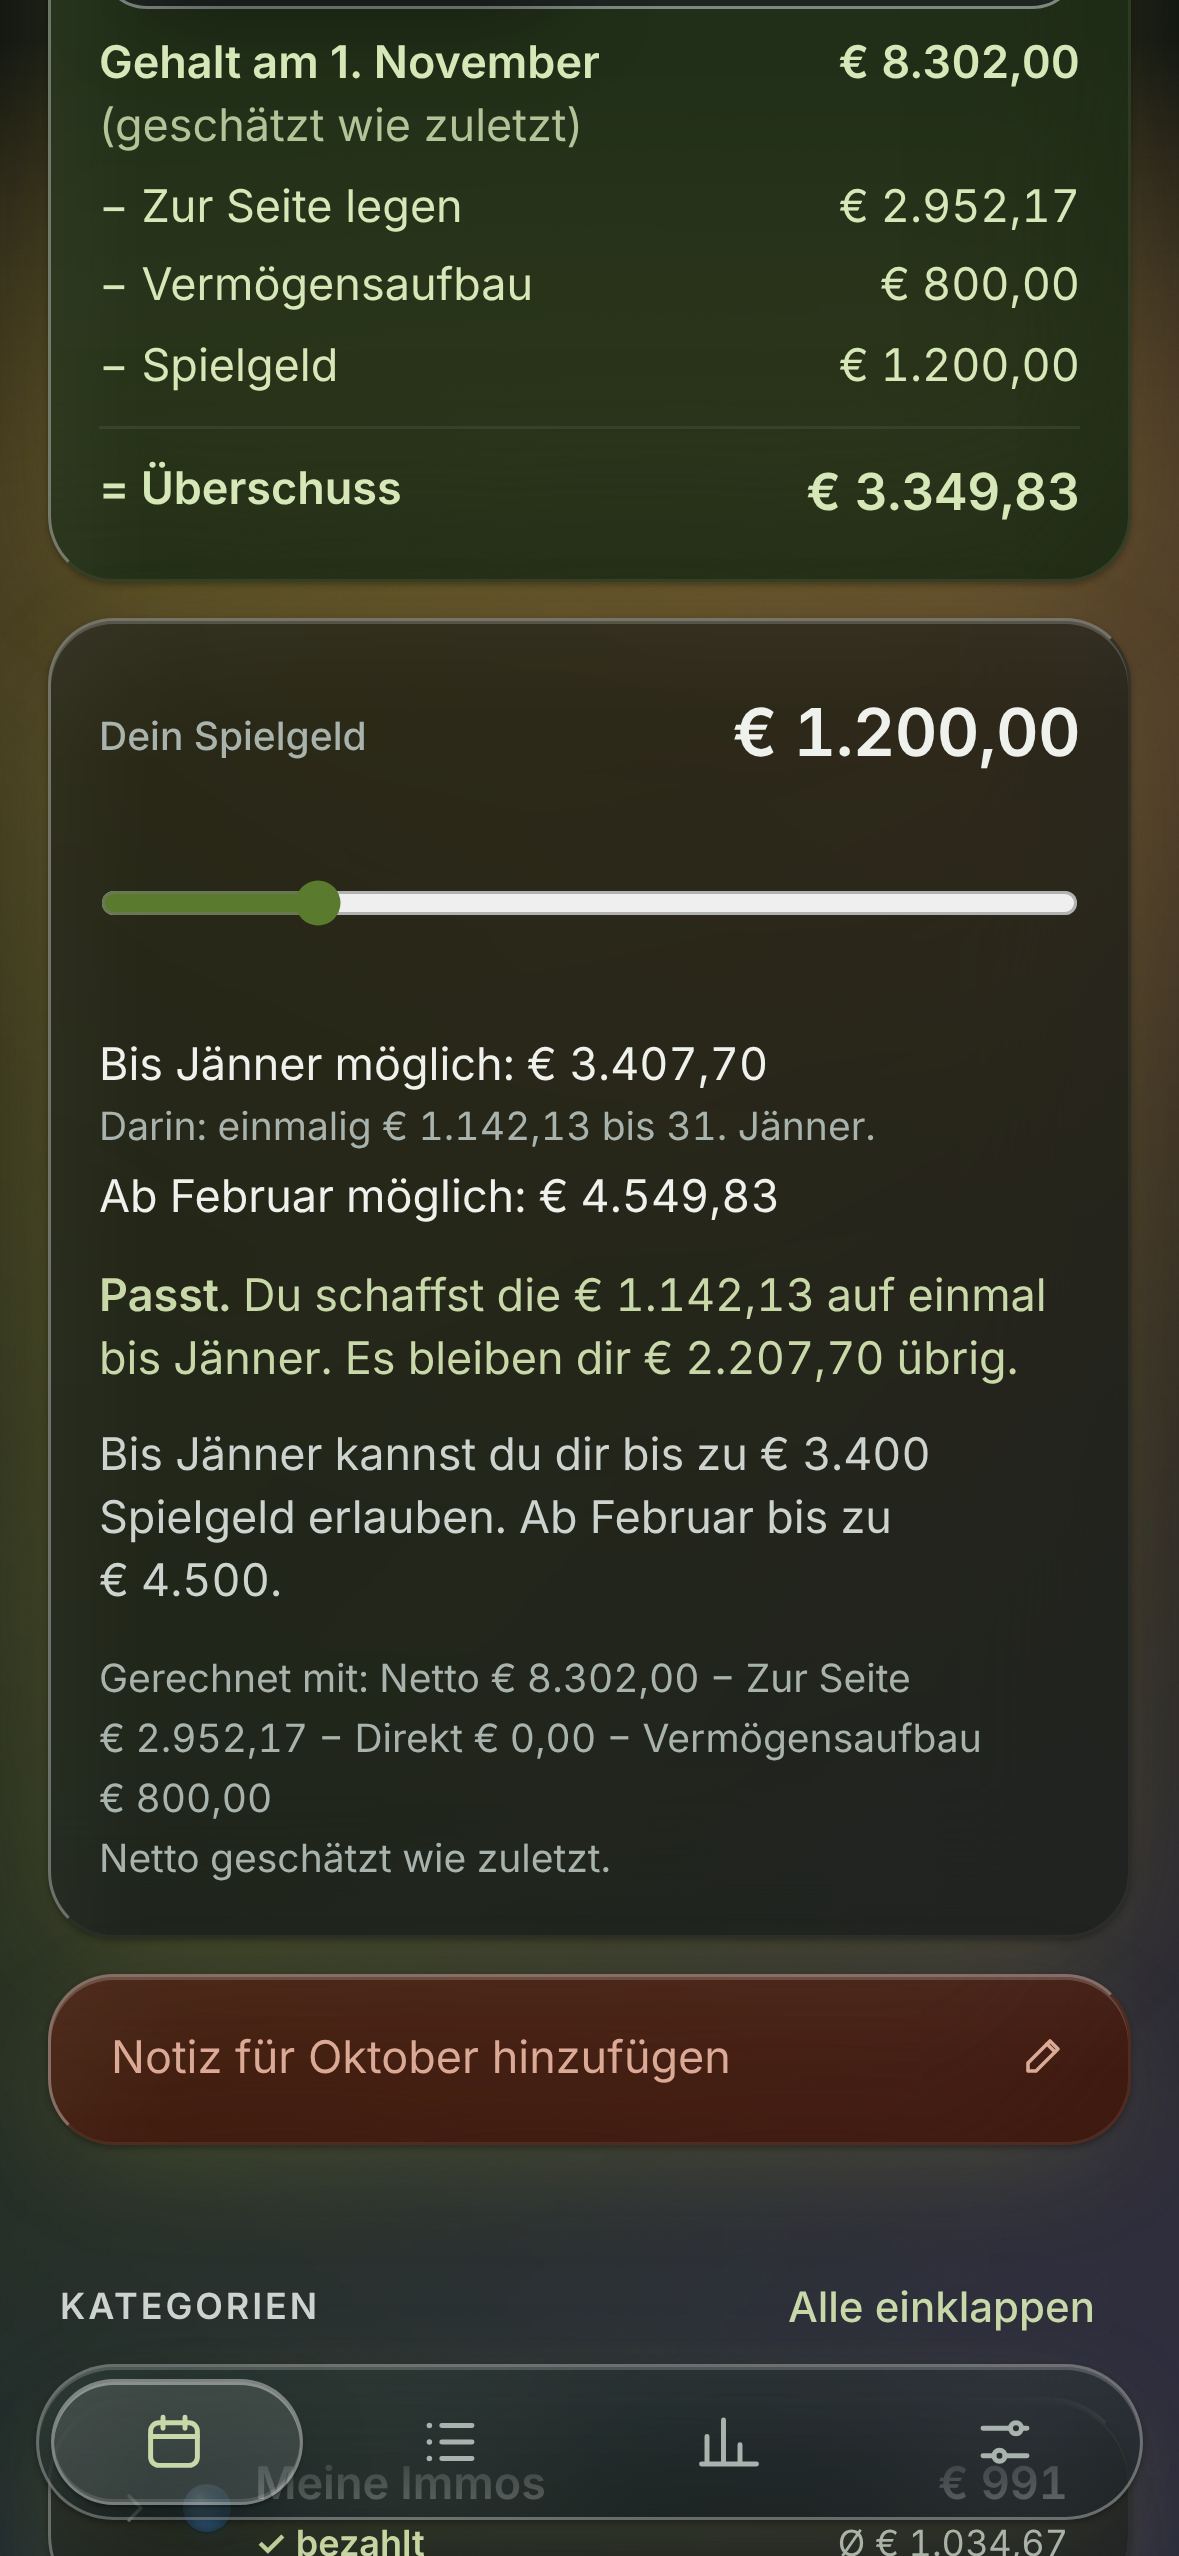 Gehalt am 1. November € 8.302,00
(geschätzt wie zuletzt)
− Zur Seite legen € 2.952,17
− Vermögensaufbau € 800,00
− Spielgeld € 1.200,00
= Überschuss € 3.349,83
Dein Spielgeld € 1.200,00
Bis Jänner möglich: € 3.407,70
Darin: einmalig € 1.142,13 bis 31. Jänner.
Ab Februar möglich: € 4.549,83
Passt. Du schaffst die € 1.142,13 auf einmal
bis Jänner. Es bleiben dir € 2.207,70 übrig.
Bis Jänner kannst du dir bis zu € 3.400
Spielgeld erlauben. Ab Februar bis zu
€ 4.500.
Gerechnet mit: Netto € 8.302,00 − Zur Seite
€ 2.952,17 − Direkt € 0,00 − Vermögensaufbau
€ 800,00
Netto geschätzt wie zuletzt.
Notiz für Oktober hinzufügen
KATEGORIEN Alle einklappen
Meine Immos € 991
✓ bezahlt Ø € 1.034,67